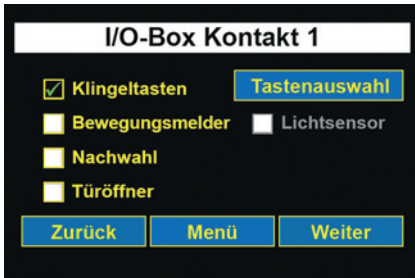 I/O-Box Kontakt 1
Klingeltasten Tastenauswahl
Bewegungsmelder Lichtsensor
Nachwahl
Türöffner
Zurück Menü Weiter